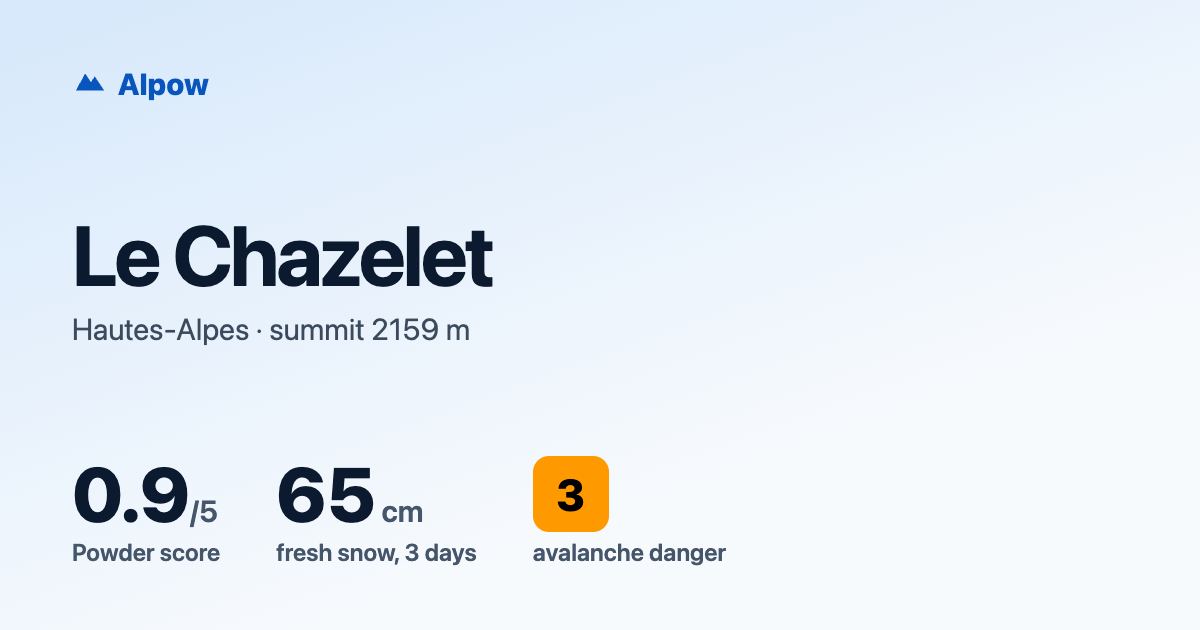 Alpow
Le Chazelet
Hautes-Alpes · summit 2159 m
0.9/5 65 cm 3
Powder score fresh snow, 3 days avalanche danger